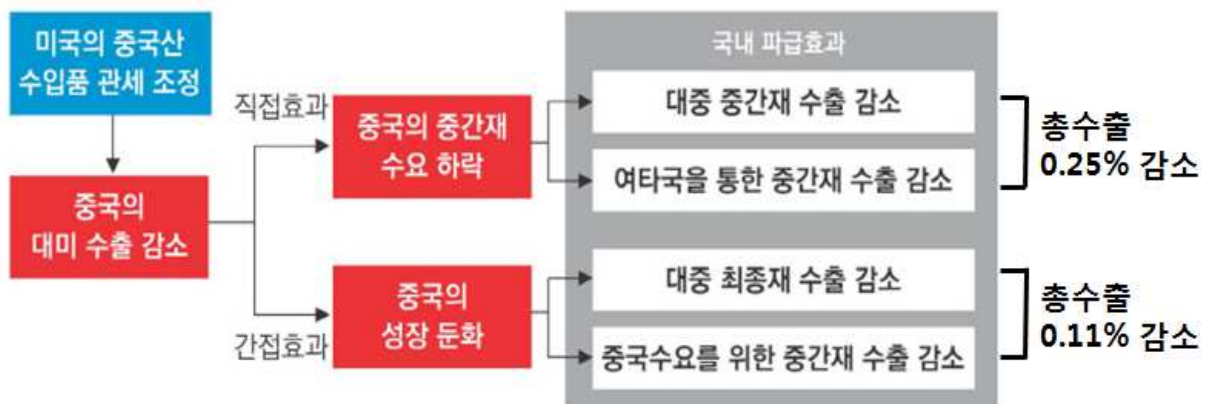 미국의 중국산
수입품 관세 조정
중국의
대미 수출 감소
직접효과
중국의 중간재
수요 하락
간접효과
중국의
성장 둔화
국내 파급효과
대중 중간재 수출 감소
여타국을 통한 중간재 수출 감소
대중 최종재 수출 감소
중국수요를 위한 중간재 수출 감소
총수출
0.25% 감소
총수출
0.11% 감소